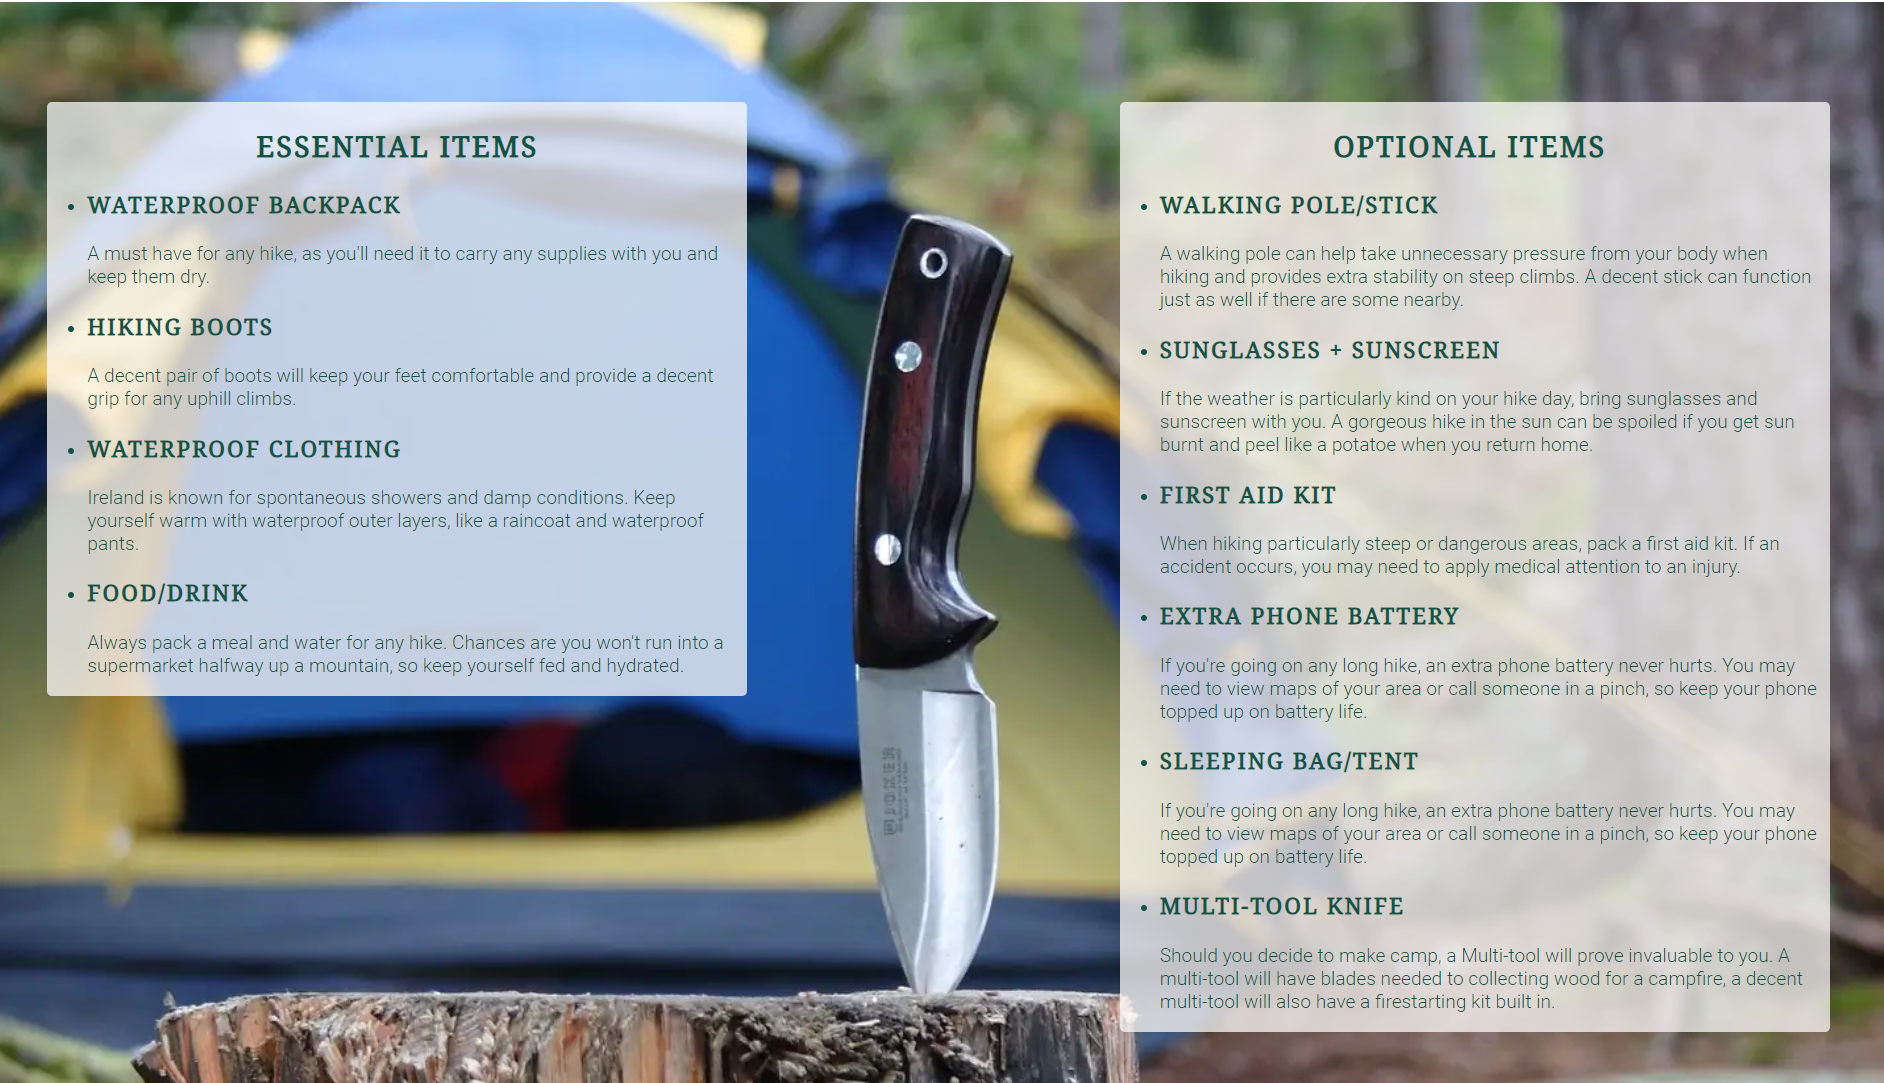 ESSENTIAL ITEMS
WATERPROOF BACKPACK
A must have for any hike, as you'll need it to carry any supplies with you and
keep them dry.
HIKING BOOTS
A decent pair of boots will keep your feet comfortable and provide a decent
grip for any uphill climbs.
WATERPROOF CLOTHING
Ireland is known for spontaneous showers and damp conditions. Keep
yourself warm with waterproof outer layers, like a raincoat and waterproof
pants.
FOOD/DRINK
Always pack a meal and water for any hike. Chances are you won't run into a
supermarket halfway up a mountain, so keep yourself fed and hydrated.
BOKER
OPTIONAL ITEMS
WALKING POLE/STICK
A walking pole can help take unnecessary pressure from your body when
hiking and provides extra stability on steep climbs. A decent stick can function
just as well if there are some nearby.
SUNGLASSES + SUNSCREEN
If the weather is particularly kind on your hike day, bring sunglasses and
sunscreen with you. A gorgeous hike in the sun can be spoiled if you get sun
burnt and peel like a potatoe when you return home.
FIRST AID KIT
When hiking particularly steep or dangerous areas, pack a first aid kit. If an
accident occurs, you may need to apply medical attention to an injury.
EXTRA PHONE BATTERY
If you're going on any long hike, an extra phone battery never hurts. You may
need to view maps of your area or call someone in a pinch, so keep your phone
topped up on battery life.
SLEEPING BAG/TENT
If you're going on any long hike, an extra phone battery never hurts. You may
need to view maps of your area or call someone in a pinch, so keep your phone
topped up on battery life.
MULTI-TOOL KNIFE
Should you decide to make camp, a Multi-tool will prove invaluable to you. A
multi-tool will have blades needed to collecting wood for a campfire, a decent
multi-tool will also have a firestarting kit built in.